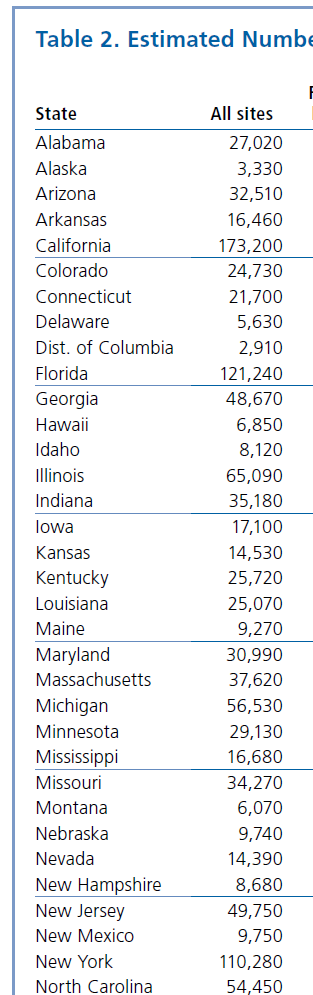 Table 2. Estimated Numbe
State All sites
Alabama 27,020
Alaska 3,330
Arizona 32,510
Arkansas 16,460
California 173,200
Colorado 24,730
Connecticut 21,700
Delaware 5,630
Dist. of Columbia 2,910
Florida 121,240
Georgia 48,670
Hawaii 6,850
Idaho 8,120
Illinois 65,090
Indiana 35,180
Iowa 17,100
Kansas 14,530
Kentucky 25,720
Louisiana 25,070
Maine 9,270
Maryland 30,990
Massachusetts 37,620
Michigan 56,530
Minnesota 29,130
Mississippi 16,680
Missouri 34,270
Montana 6,070
Nebraska 9,740
Nevada 14,390
New Hampshire 8,680
New Jersey 49,750
New Mexico 9,750
New York 110,280
North Carolina 54,450